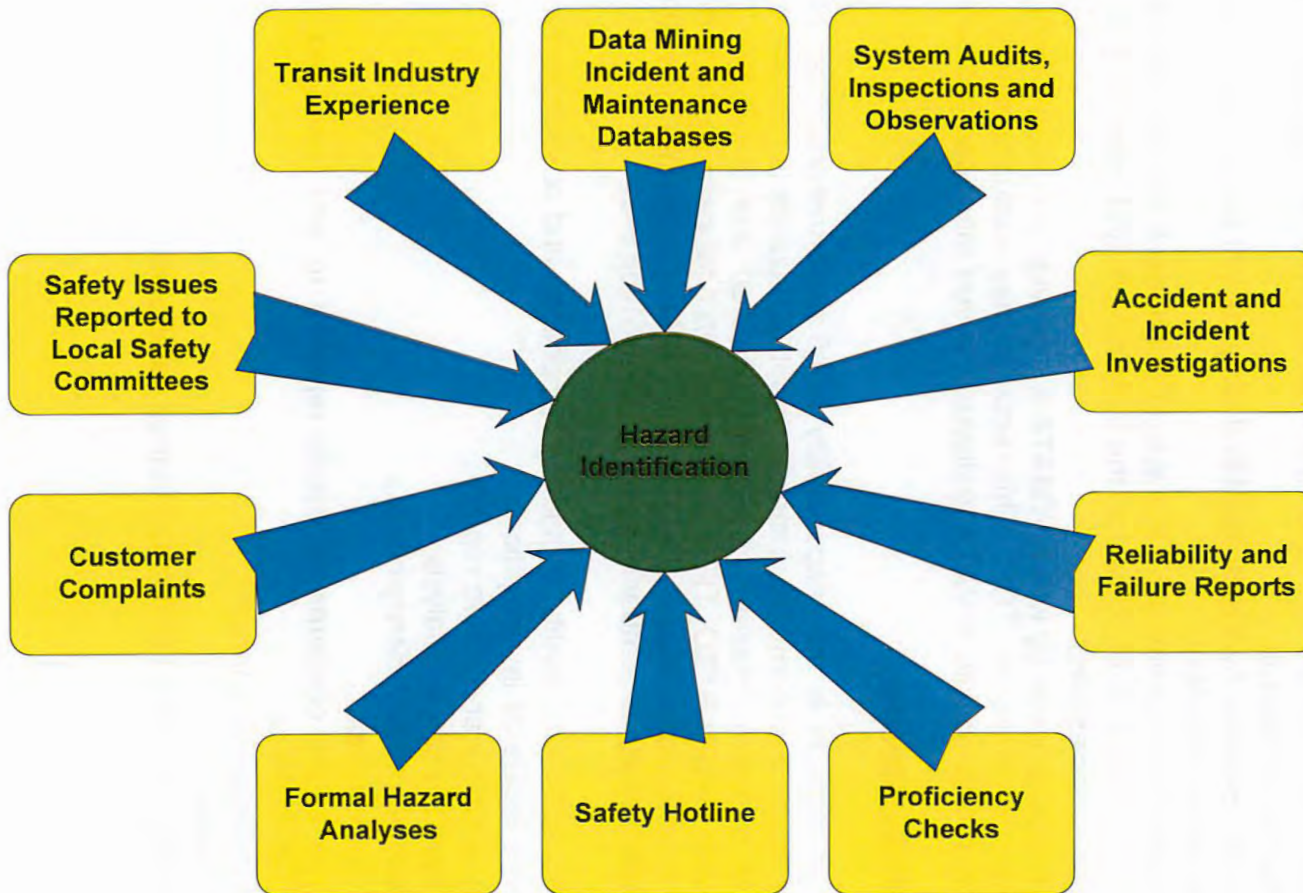 Transit Industry
Experience
Data Mining
Incident and
Maintenance
Databases
System Audits,
Inspections and
Observations
Safety Issues
Reported to
Local Safety
Committees
Accident and
Incident
Investigations
Hazard
Identification
Customer
Complaints
Reliability and
Failure Reports
Formal Hazard
Analyses
Safety Hotline
Proficiency
Checks